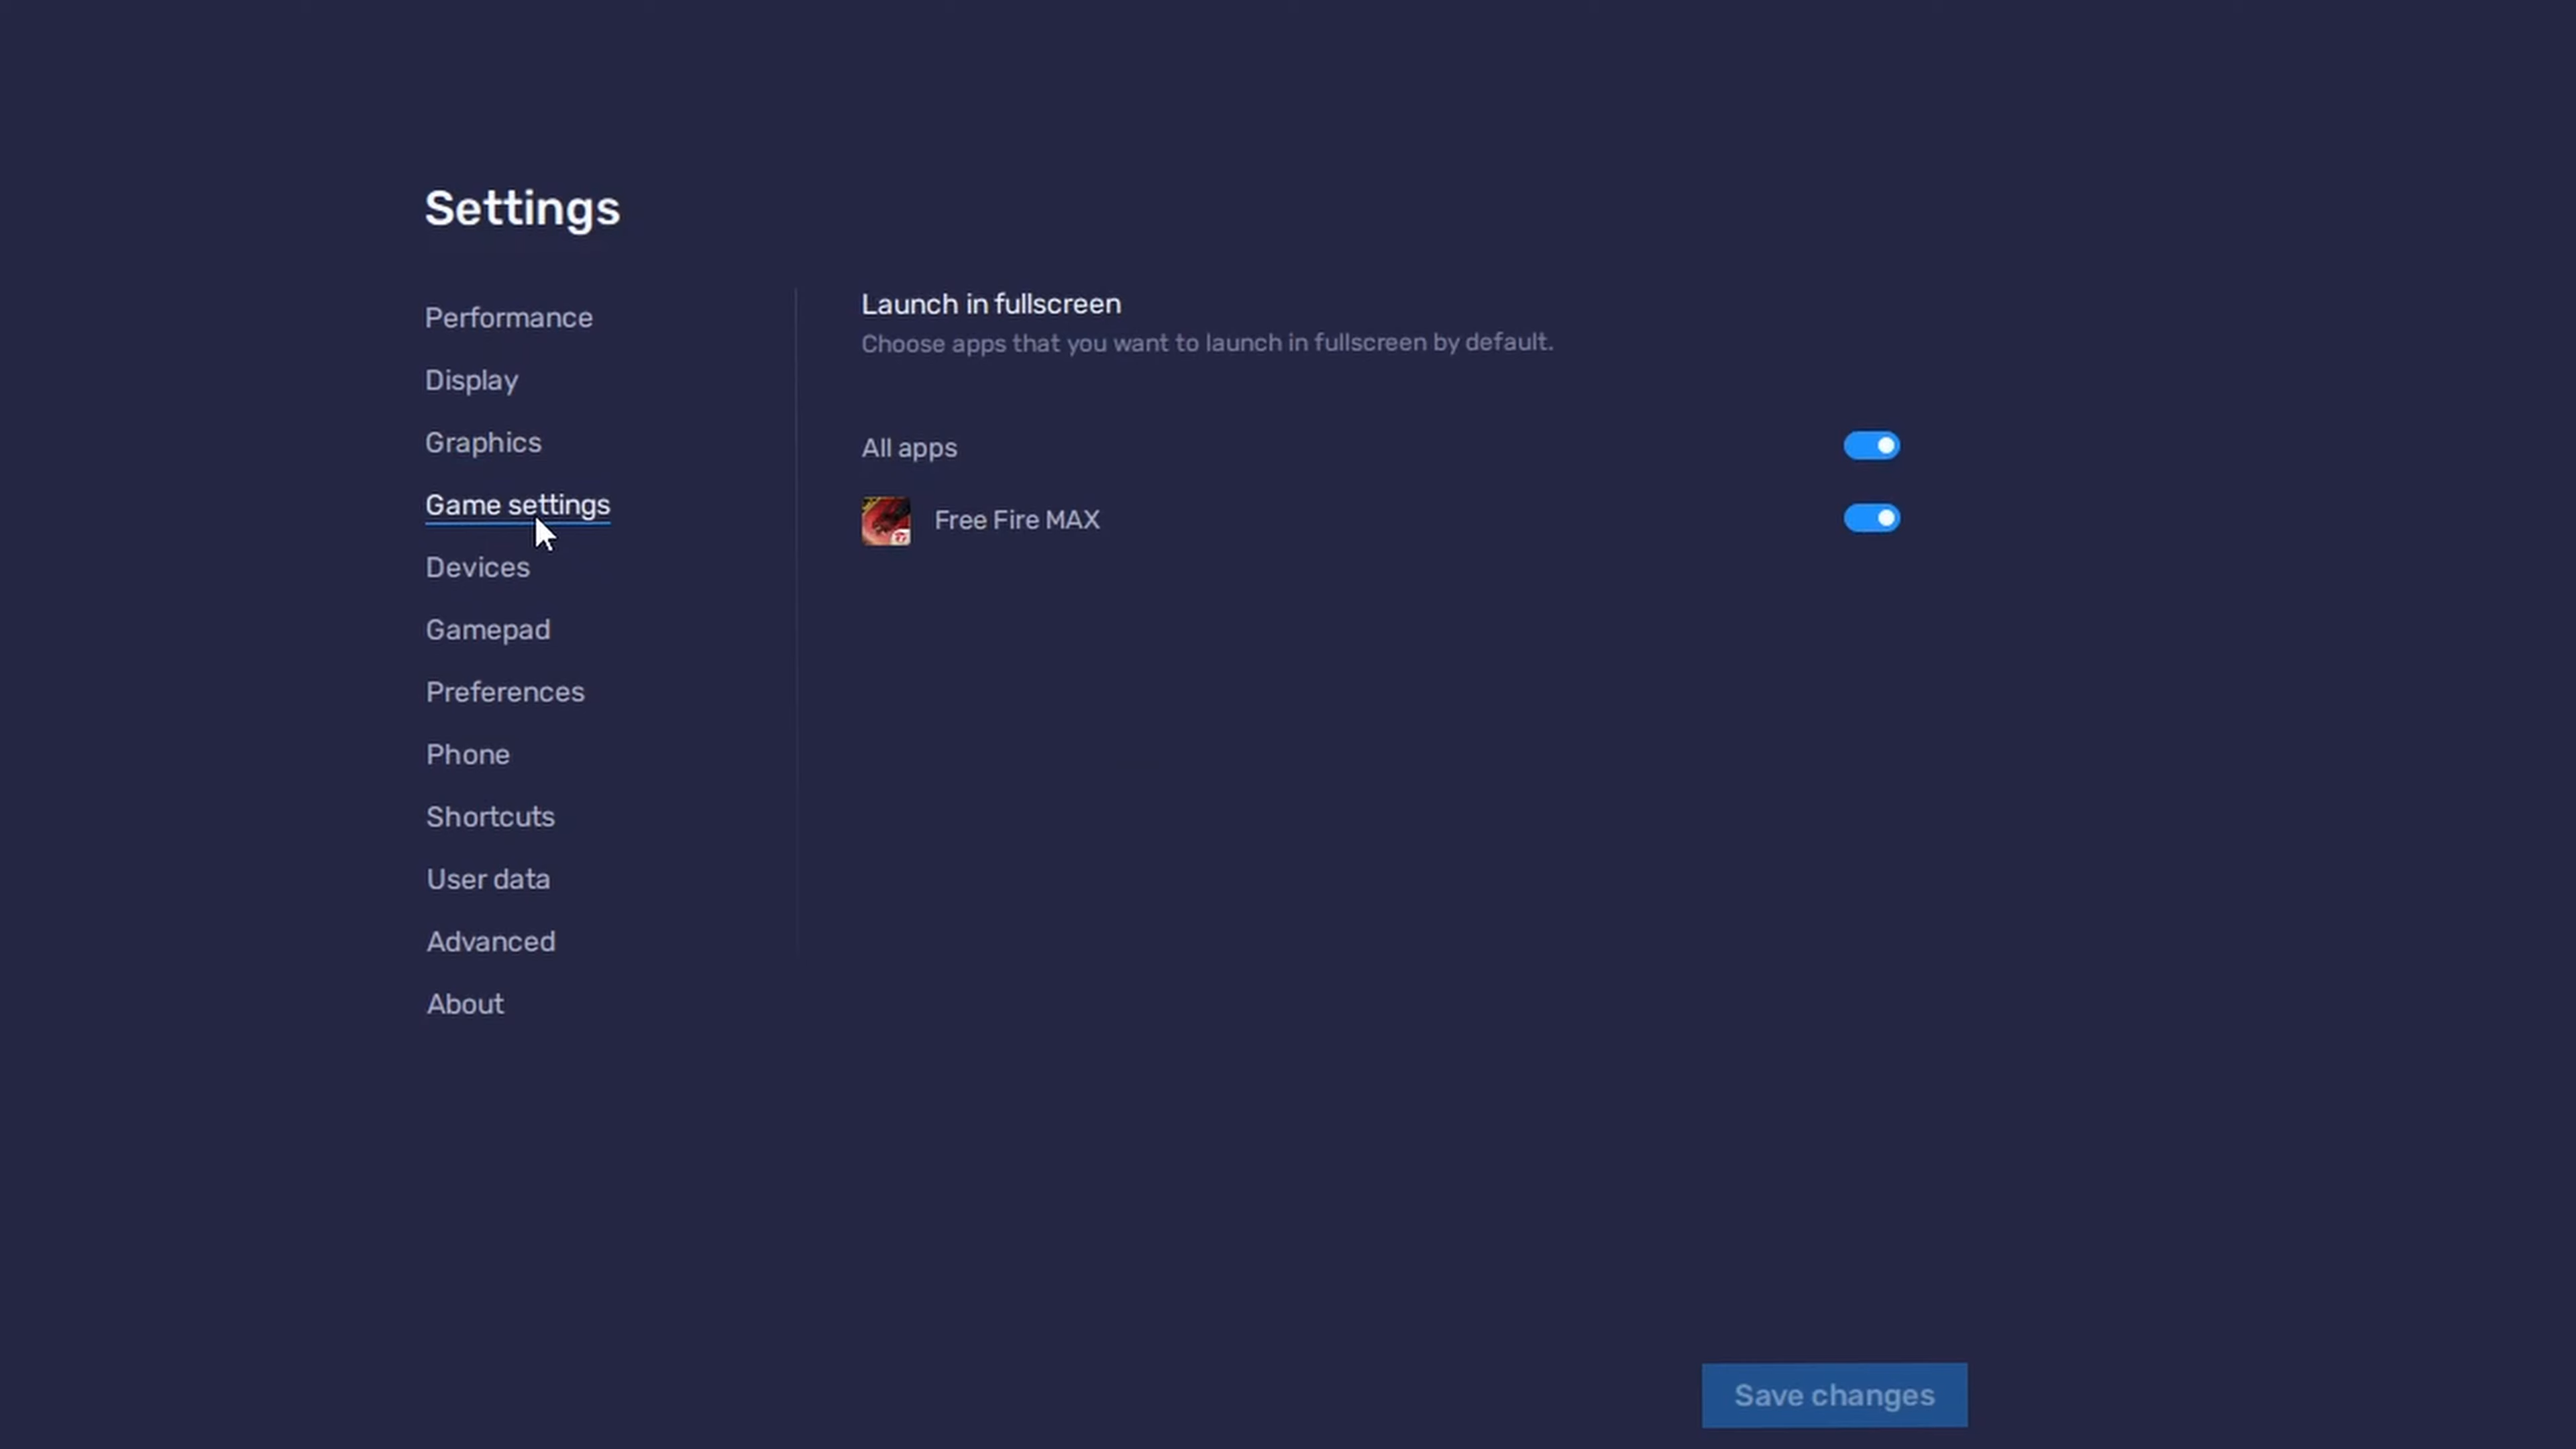 Settings
Performance
Display
Graphics
Game settings
Devices
Gamepad
Preferences
Phone
Shortcuts
User data
Advanced
About
Launch in fullscreen
Choose apps that you want to launch in fullscreen by default.
All apps
Free Fire MAX
Save changes